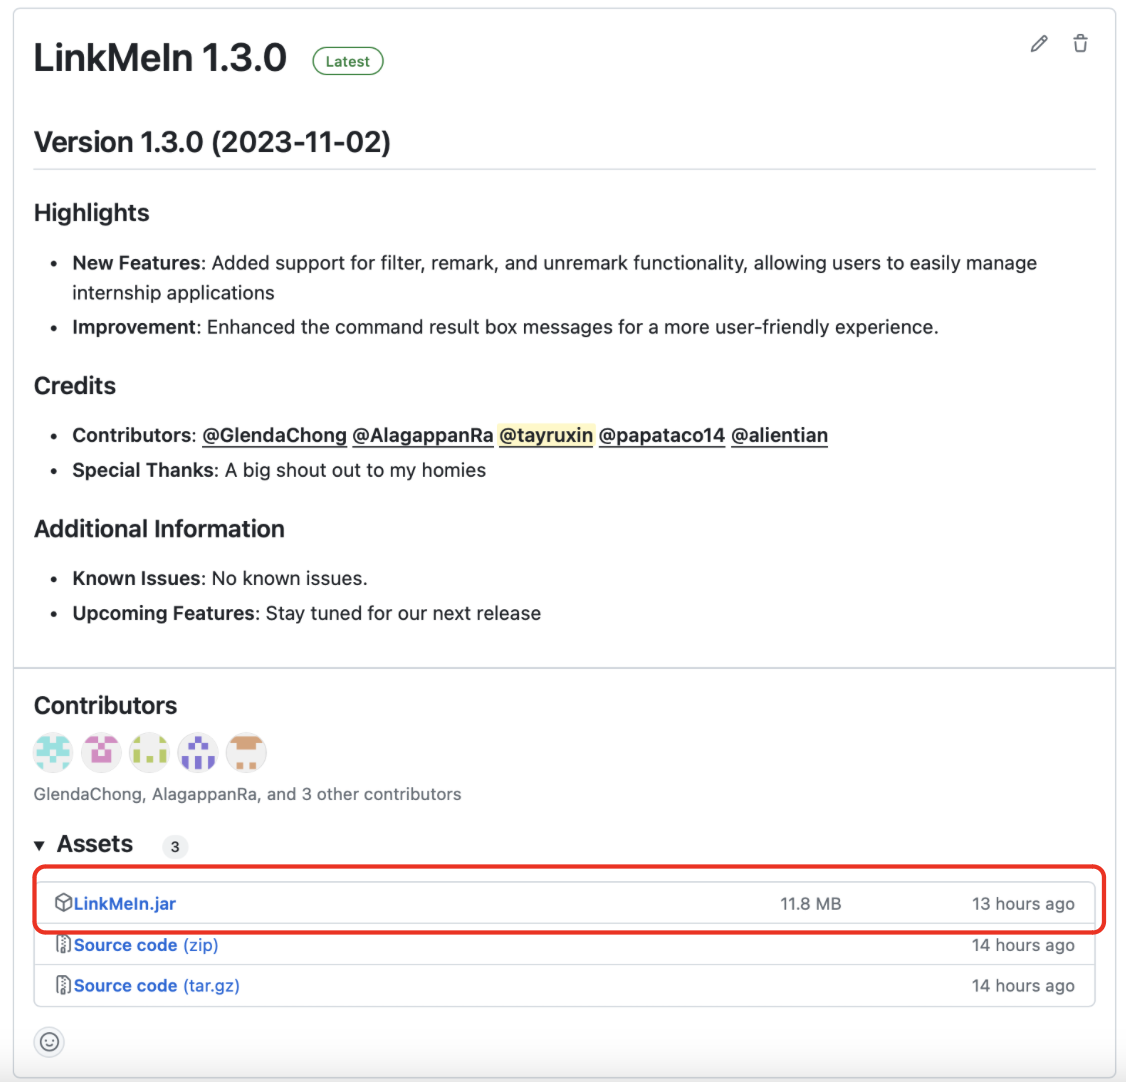 LinkMeIn 1.3.0 Latest
Version 1.3.0 (2023-11-02)
Highlights
• New Features: Added support for filter, remark, and unremark functionality, allowing users to easily manage
internship applications
• Improvement: Enhanced the command result box messages for a more user-friendly experience.
Credits
• Contributors: @GlendaChong @AlagappanRa @tayruxin @papataco14 @alientian
• Special Thanks: A big shout out to my homies
Additional Information
• Known Issues: No known issues.
• Upcoming Features: Stay tuned for our next release
Contributors
GlendaChong, AlagappanRa, and 3 other contributors
Assets 3
LinkMeIn.jar 11.8 MB 13 hours ago
Source code (zip) 14 hours ago
Source code (tar.gz) 14 hours ago